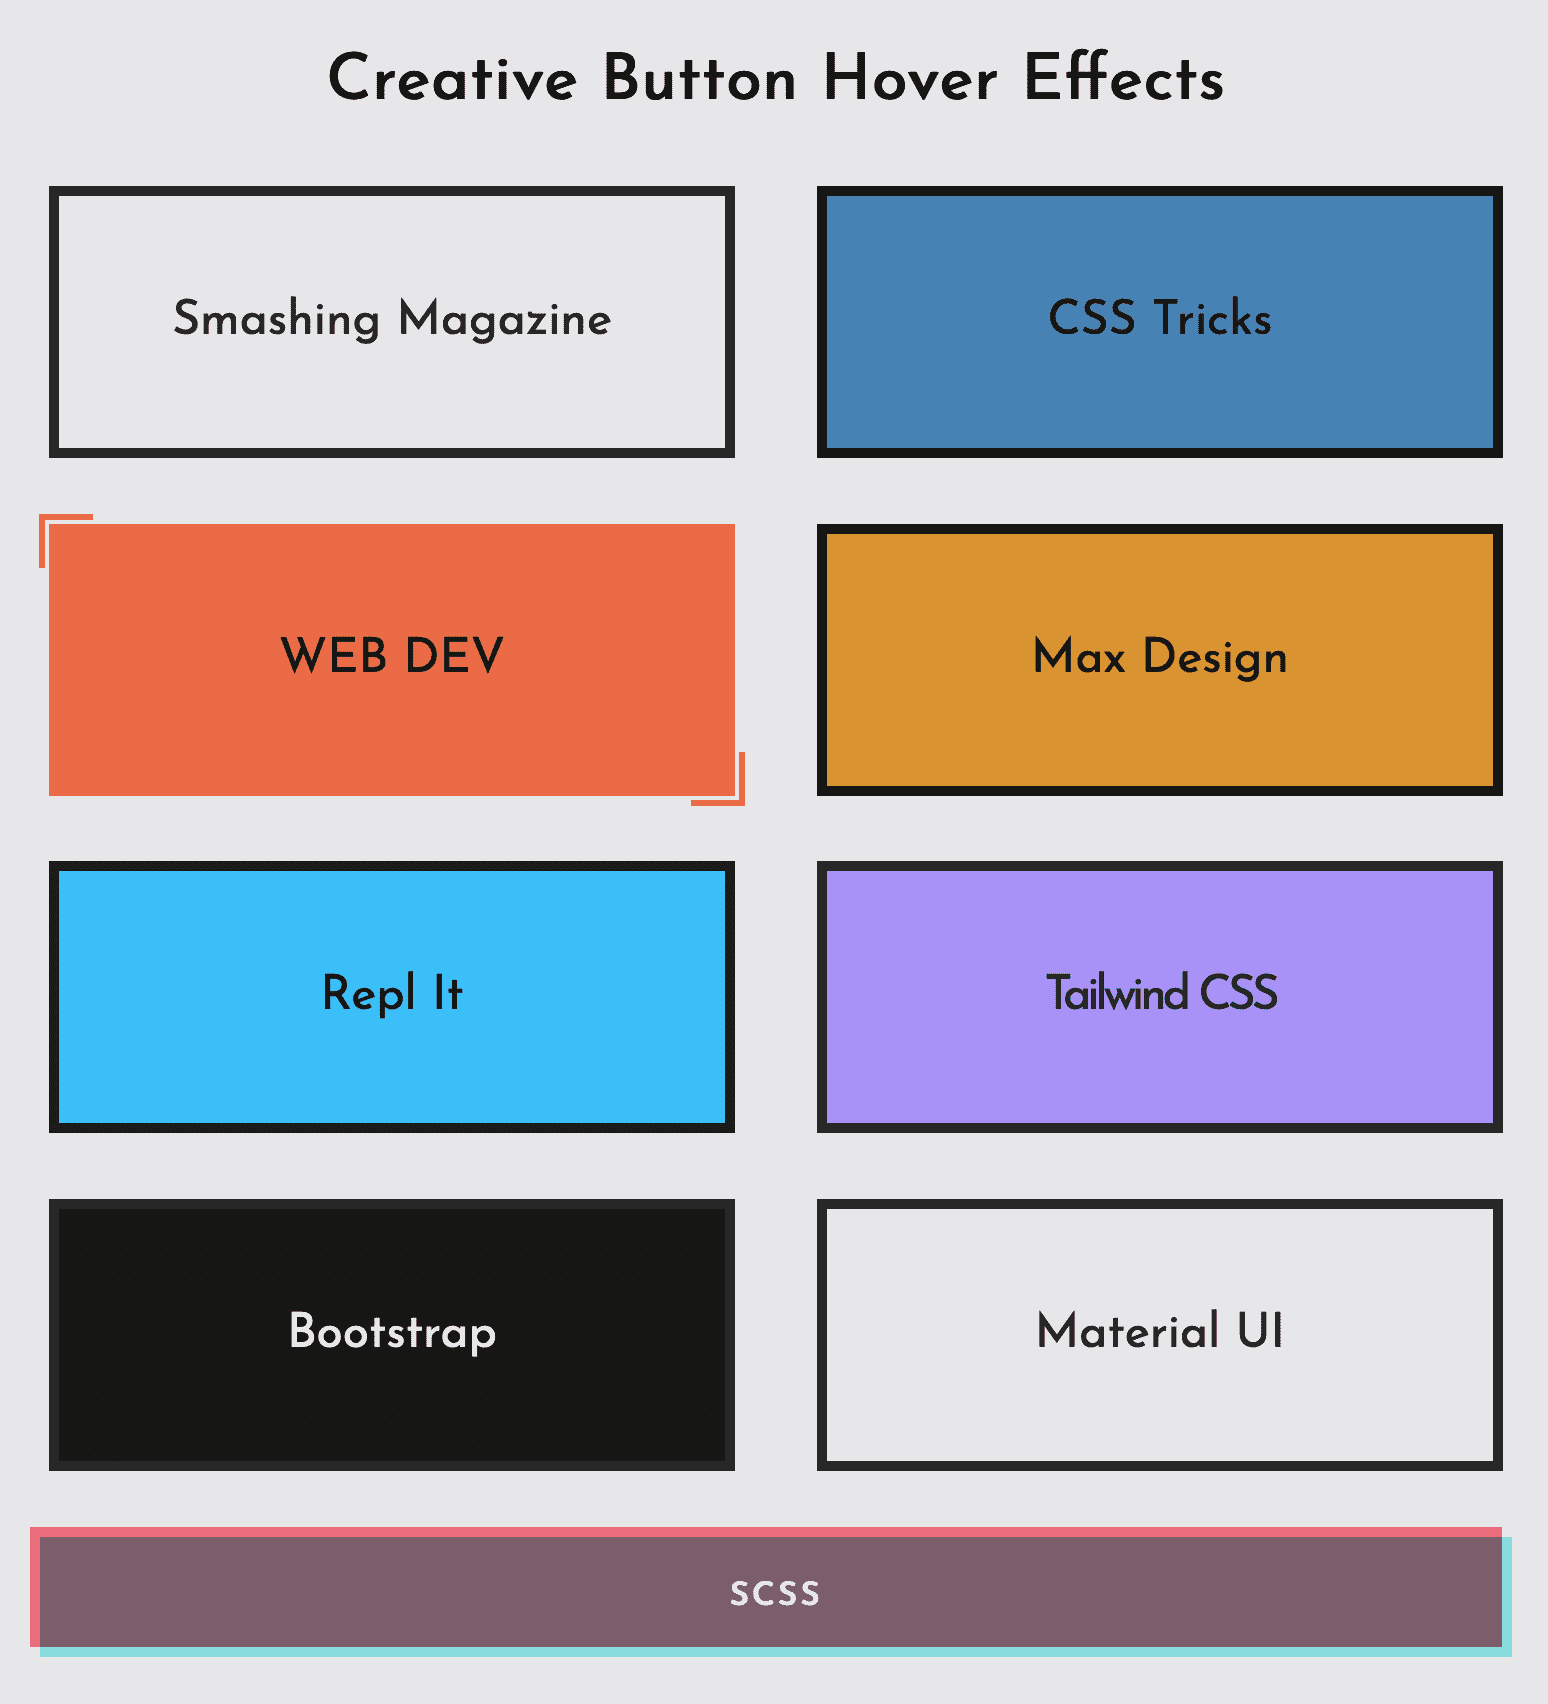 Creative Button Hover Effects
Smashing Magazine
CSS Tricks
WEB DEV
Max Design
Repl It
Tailwind CSS
Bootstrap
Material UI
scss